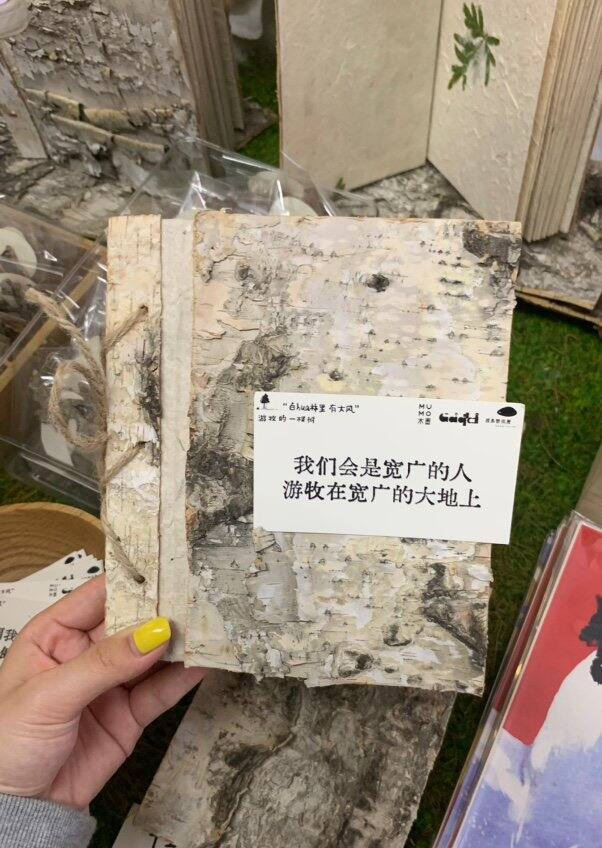 “白hua林里 有大风”
游牧的一棵树
MU
MO
木墨
我们会是宽广的人
游牧在宽广的大地上